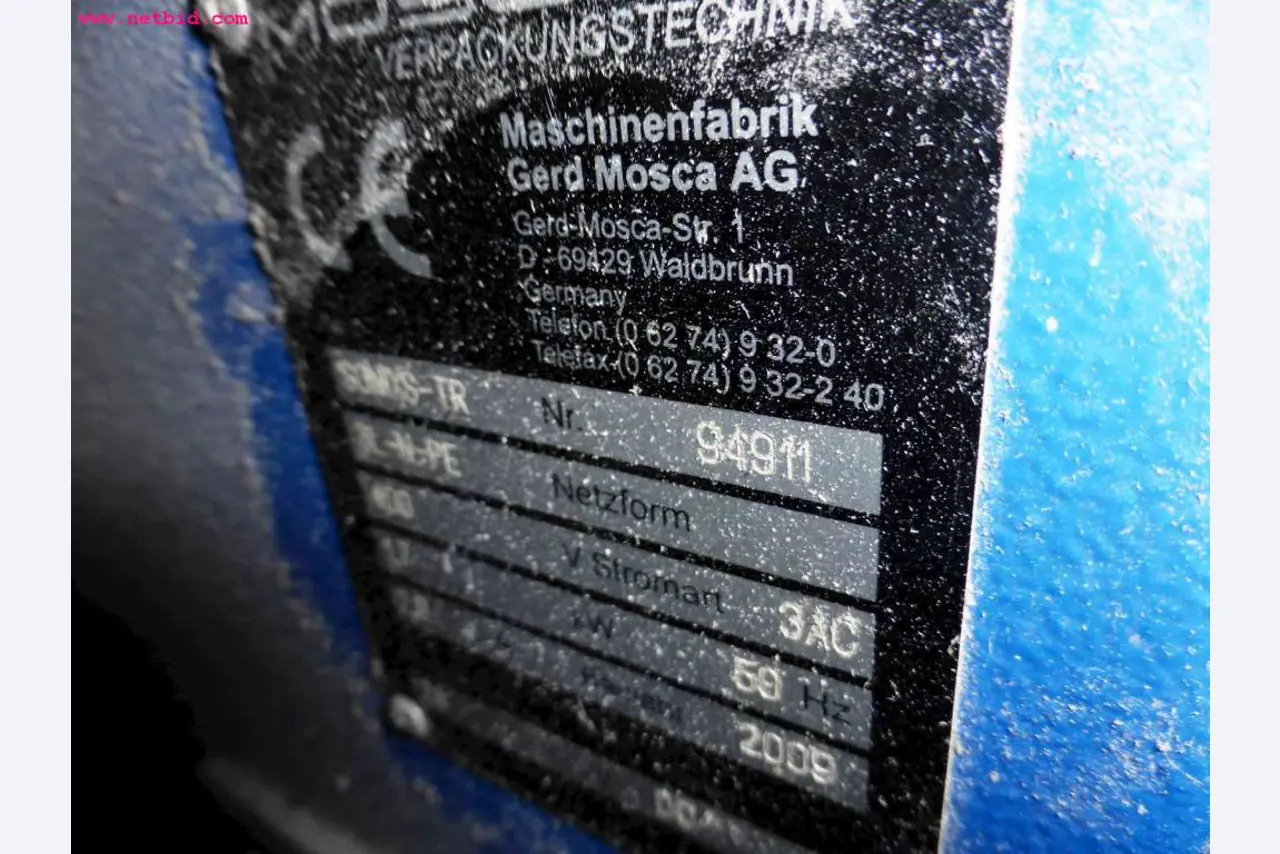 www.netbid.com
VERPACKUNGSTECHNIK
CE
Maschinenfabrik
Gerd Mosca AG
Gerd-Mosca-Str. 1
D - 69429 Waldbrunn
Germany
Telefon (0 62 74) 9 32-0
Telefax (0 62 74) 9 32-2 40
Nr. 94911
Netzform
400 V Stromart 3AC
kW 50 Hz
2009